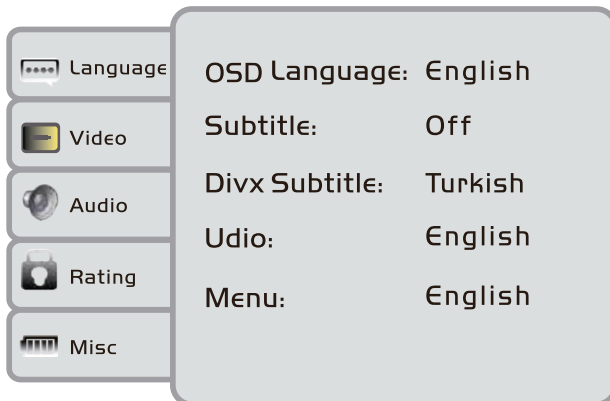 Language
Video
Audio
Rating
Misc
OSD Language: English
Subtitle: Off
Divx Subtitle: Turkish
Udio: English
Menu: English